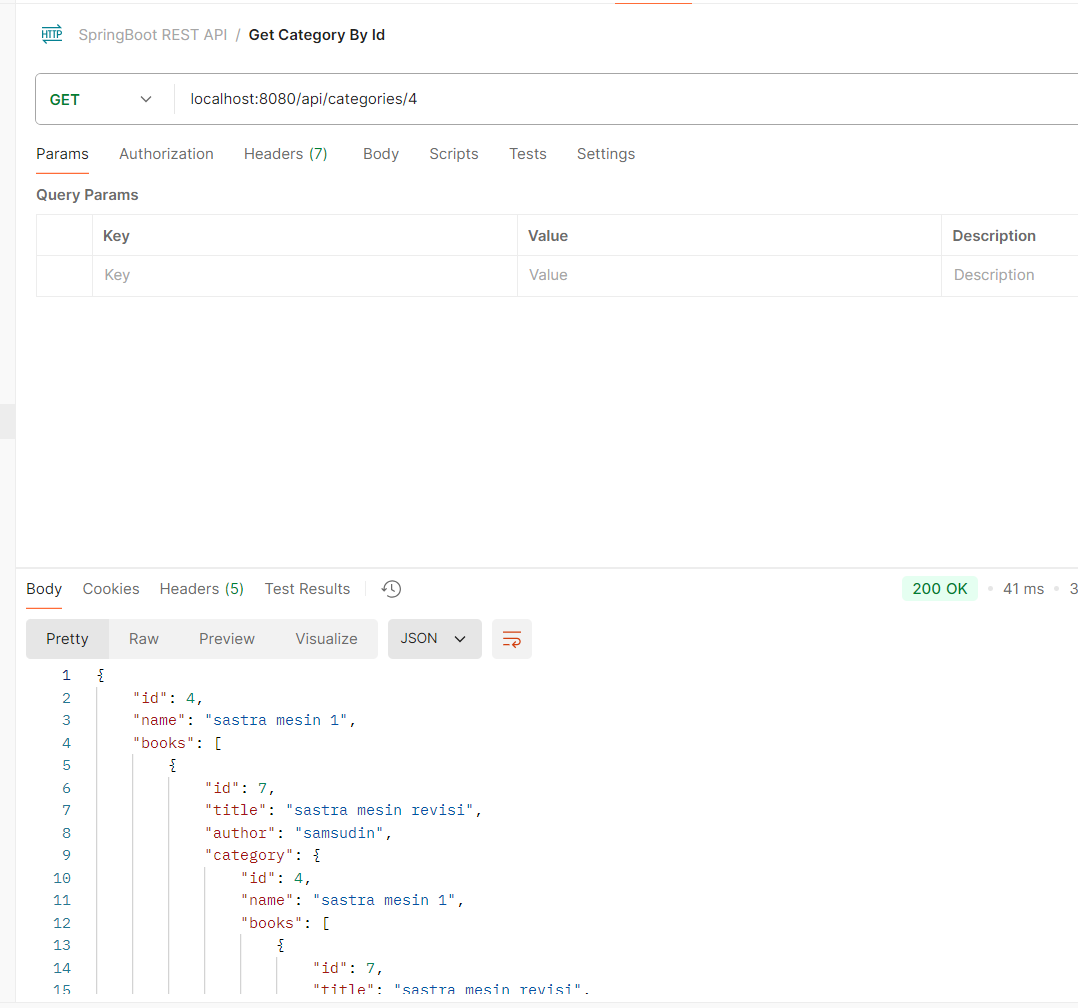 HTTP SpringBoot REST API / Get Category By Id
GET localhost:8080/api/categories/4
Params Authorization Headers (7) Body Scripts Tests Settings
Query Params
Key Value Description
Key Value Description
Body Cookies Headers (5) Test Results 200 OK 41 ms 3
Pretty Raw Preview Visualize JSON
1 {
2 "id": 4,
3 "name": "sastra mesin 1",
4 "books": [
5 {
6 "id": 7,
7 "title": "sastra mesin revisi",
8 "author": "samsudin",
9 "category": {
10 "id": 4,
11 "name": "sastra mesin 1",
12 "books": [
13 {
14 "id": 7,
15 "title": "sastra mesin revisi",